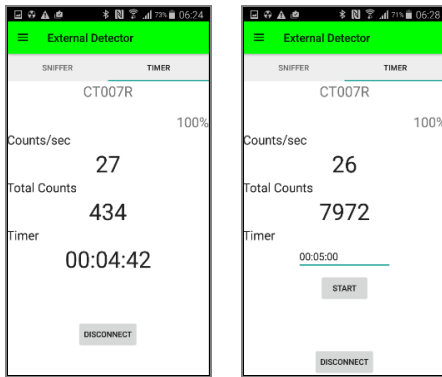 73% 06:24
External Detector
SNIFFER TIMER
CT007R
100%
Counts/sec
27
Total Counts
434
Timer
00:04:42
DISCONNECT
71% 06:28
External Detector
SNIFFER TIMER
CT007R
100%
Counts/sec
26
Total Counts
7972
Timer
00:05:00
START
DISCONNECT